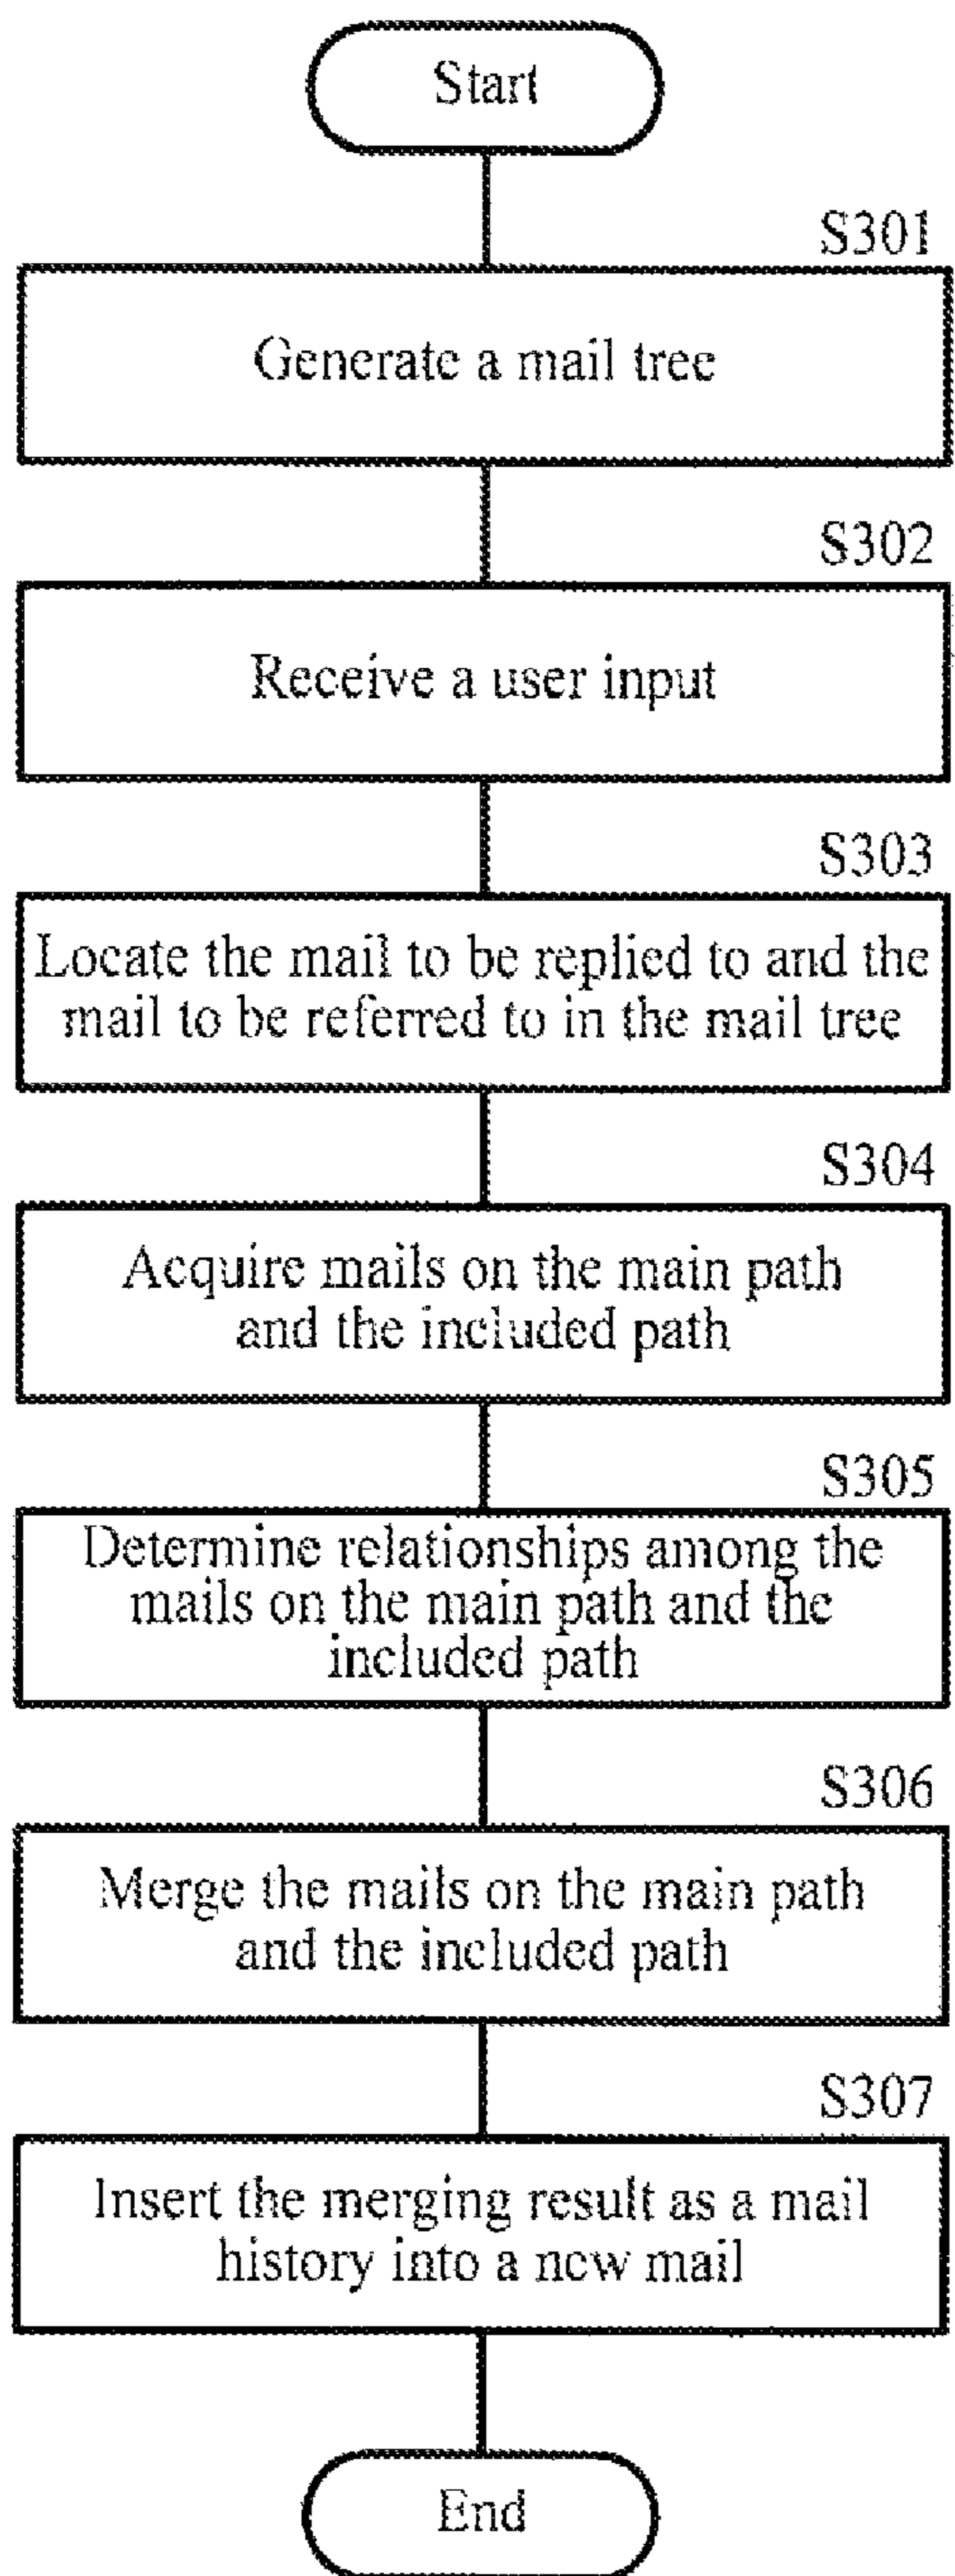 Start
S301
Generate a mail tree
S302
Receive a user input
S303
Locate the mail to be replied to and the
mail to be referred to in the mail tree
S304
Acquire mails on the main path
and the included path
S305
Determine relationships among the
mails on the main path and the
included path
S306
Merge the mails on the main path
and the included path
S307
Insert the merging result as a mail
history into a new mail
End